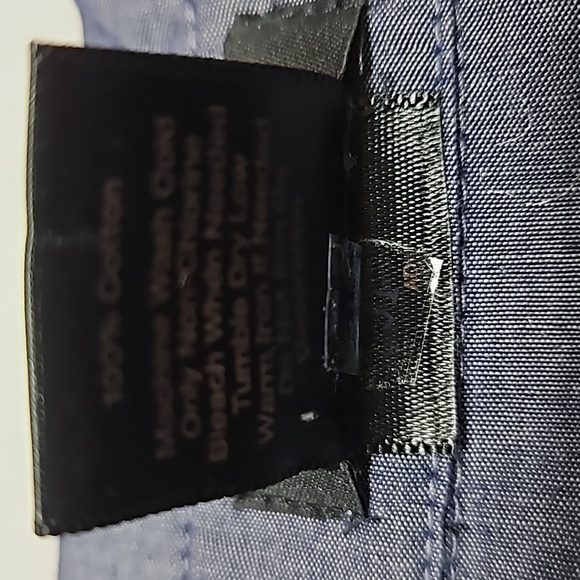 100% Cotton
Machine Wash Cold
Only Non-Chlorine
Bleach When Needed
Tumble Dry Low
Warm Iron If Needed